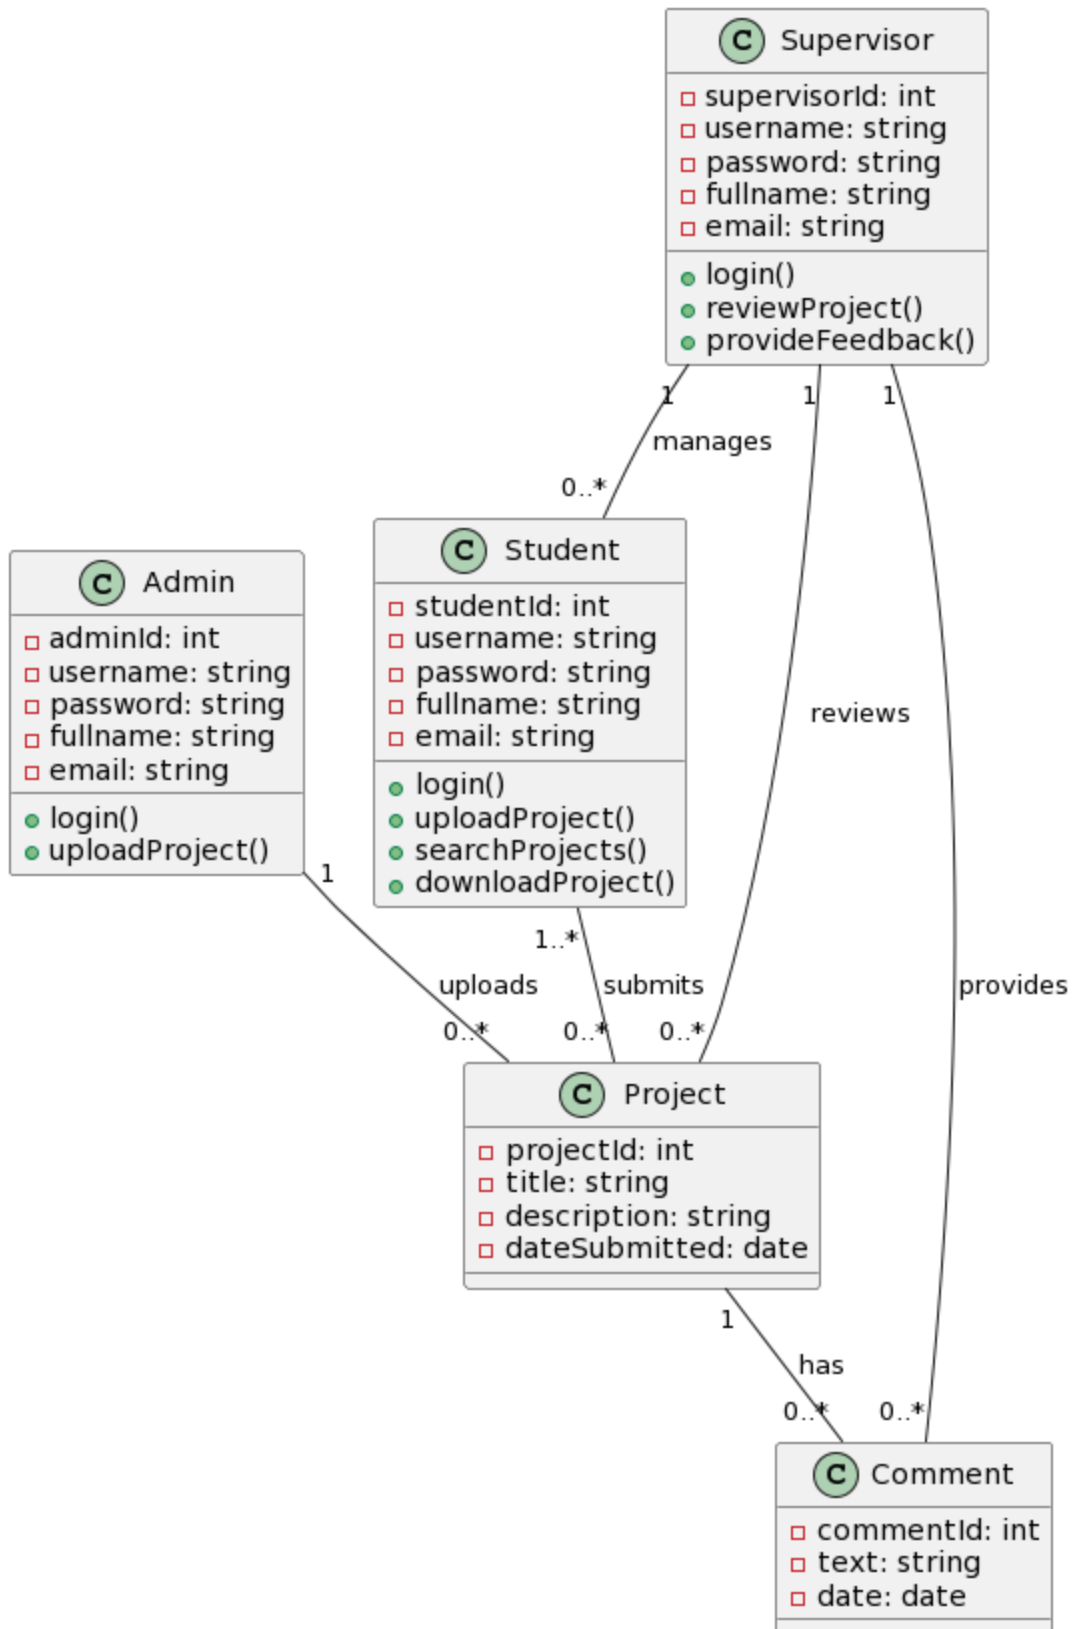 C Supervisor
supervisorId: int
username: string
password: string
fullname: string
email: string
login()
reviewProject()
provideFeedback()
1
1
1
manages
0..*
C Student
studentId: int
username: string
password: string
fullname: string
email: string
login()
uploadProject()
searchProjects()
downloadProject()
C Admin
adminId: int
username: string
password: string
fullname: string
email: string
login()
uploadProject()
reviews
1
1..*
uploads
submits
provides
0..*
0..*
0..*
C Project
projectId: int
title: string
description: string
dateSubmitted: date
1
has
0..*
0..*
C Comment
commentId: int
text: string
date: date